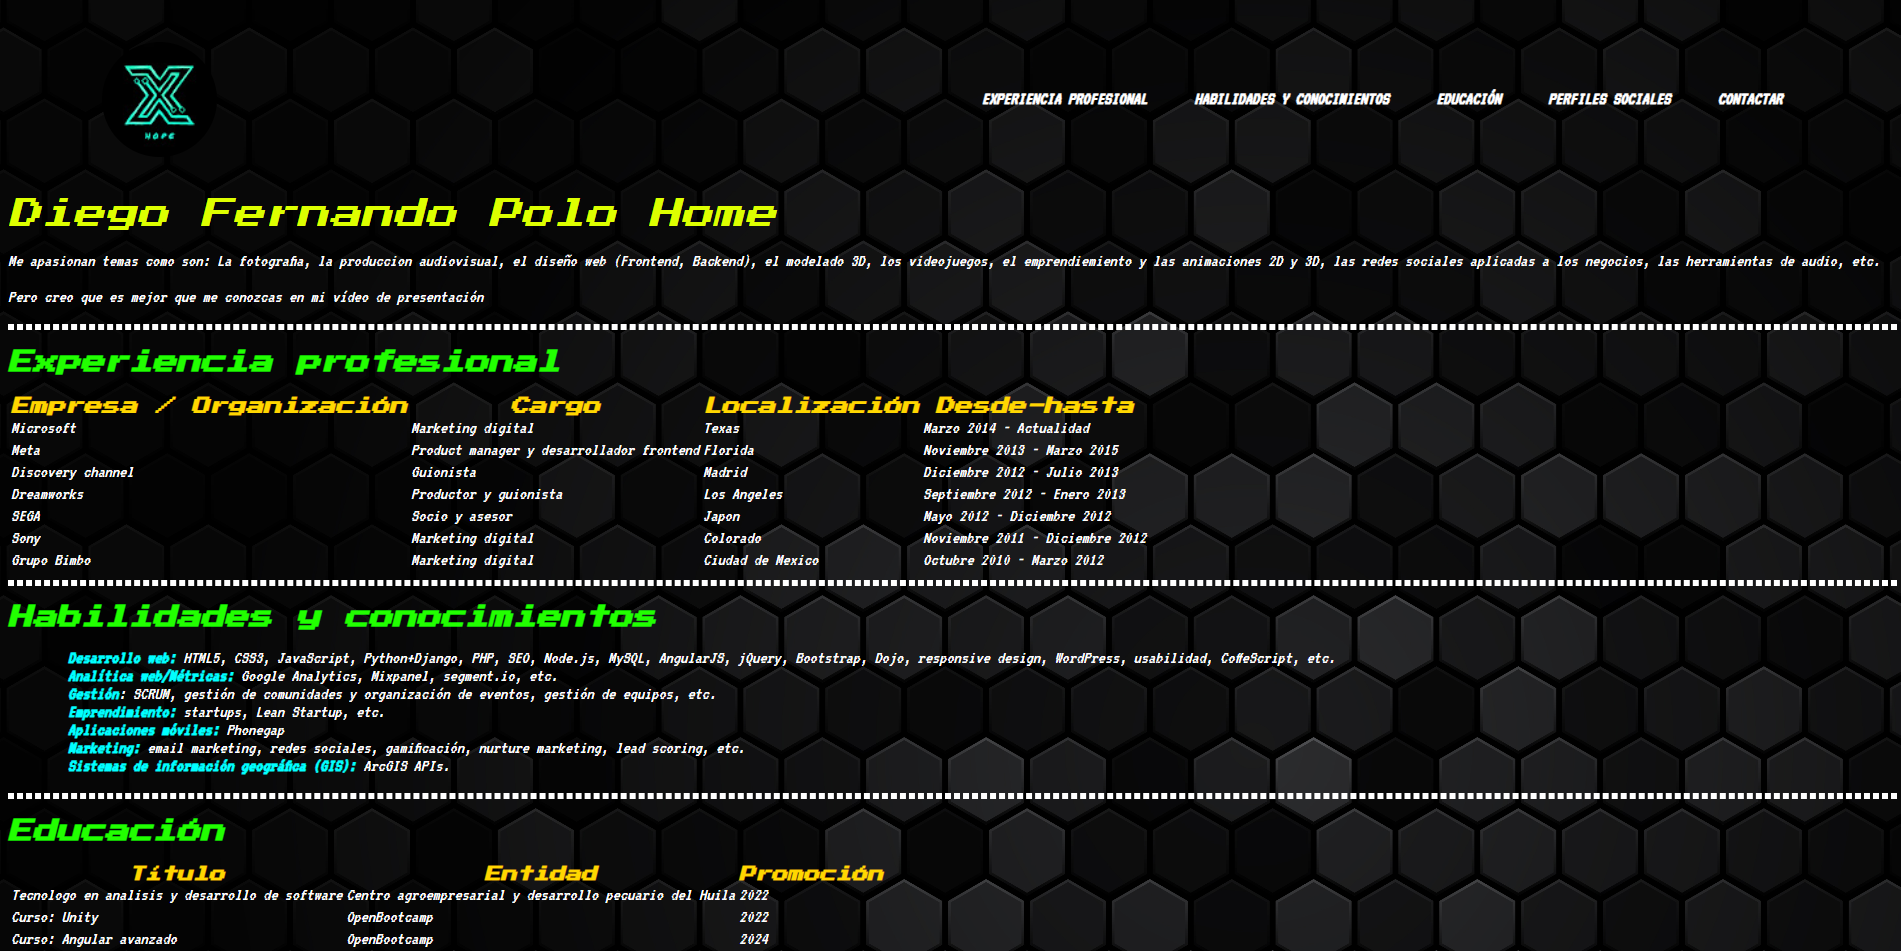 HOPE
EXPERIENCIA PROFESIONAL HABILIDADES Y CONOCIMIENTOS EDUCACIÓN PERFILES SOCIALES CONTACTAR
Diego Fernando Polo Home
Me apasionan temas como son: La fotografia, la produccion audiovisual, el diseño web (Frontend, Backend), el modelado 3D, los videojuegos, el emprendiemiento y las animaciones 2D y 3D, las redes sociales aplicadas a los negocios, las herramientas de audio, etc.
Pero creo que es mejor que me conozcas en mi vídeo de presentación
Experiencia profesional
Empresa / Organización Cargo Localización Desde-hasta
Microsoft Marketing digital Texas Marzo 2014 - Actualidad
Meta Product manager y desarrollador frontend Florida Noviembre 2013 - Marzo 2015
Discovery channel Guionista Madrid Diciembre 2012 - Julio 2013
Dreamworks Productor y guionista Los Angeles Septiembre 2012 - Enero 2013
SEGA Socio y asesor Japon Mayo 2012 - Diciembre 2012
Sony Marketing digital Colorado Noviembre 2011 - Diciembre 2012
Grupo Bimbo Marketing digital Ciudad de Mexico Octubre 2010 - Marzo 2012
Habilidades y conocimientos
Desarrollo web: HTML5, CSS3, JavaScript, Python+Django, PHP, SEO, Node.js, MySQL, AngularJS, jQuery, Bootstrap, Dojo, responsive design, WordPress, usabilidad, CoffeScript, etc.
Analítica web/Métricas: Google Analytics, Mixpanel, segment.io, etc.
Gestión: SCRUM, gestión de comunidades y organización de eventos, gestión de equipos, etc.
Emprendimiento: startups, Lean Startup, etc.
Aplicaciones móviles: Phonegap
Marketing: email marketing, redes sociales, gamificación, nurture marketing, lead scoring, etc.
Sistemas de información geográfica (GIS): ArcGIS APIs.
Educación
Título Entidad Promoción
Tecnologo en analisis y desarrollo de software Centro agroempresarial y desarrollo pecuario del Huila 2022
Curso: Unity OpenBootcamp 2022
Curso: Angular avanzado OpenBootcamp 2024